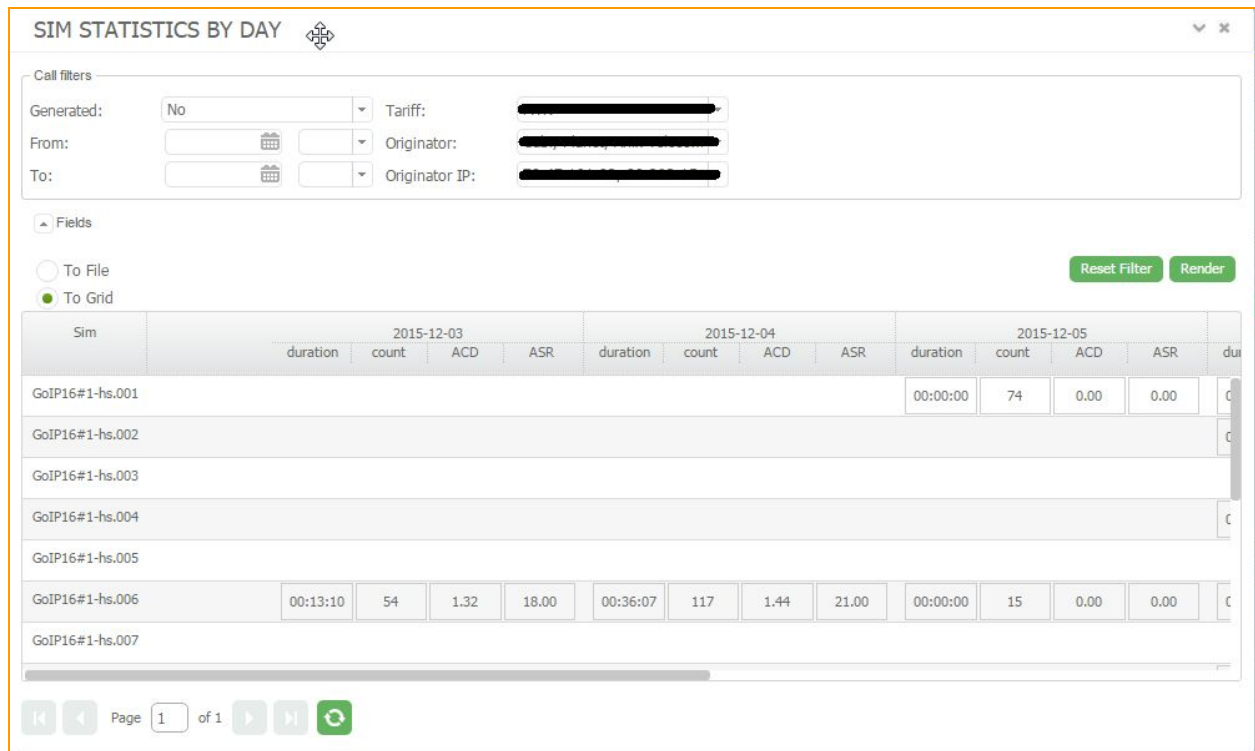 SIM STATISTICS BY DAY
Call filters
Generated: No Tariff:
From: Originator:
To: Originator IP:
Fields
To File
To Grid
Reset Filter Render
Sim 2015-12-03 2015-12-04 2015-12-05
duration count ACD ASR duration count ACD ASR duration count ACD ASR
GoIP16#1-hs.001 00:00:00 74 0.00 0.00
GoIP16#1-hs.002
GoIP16#1-hs.003
GoIP16#1-hs.004
GoIP16#1-hs.005
GoIP16#1-hs.006 00:13:10 54 1.32 18.00 00:36:07 117 1.44 21.00 00:00:00 15 0.00 0.00
GoIP16#1-hs.007
Page 1 of 1